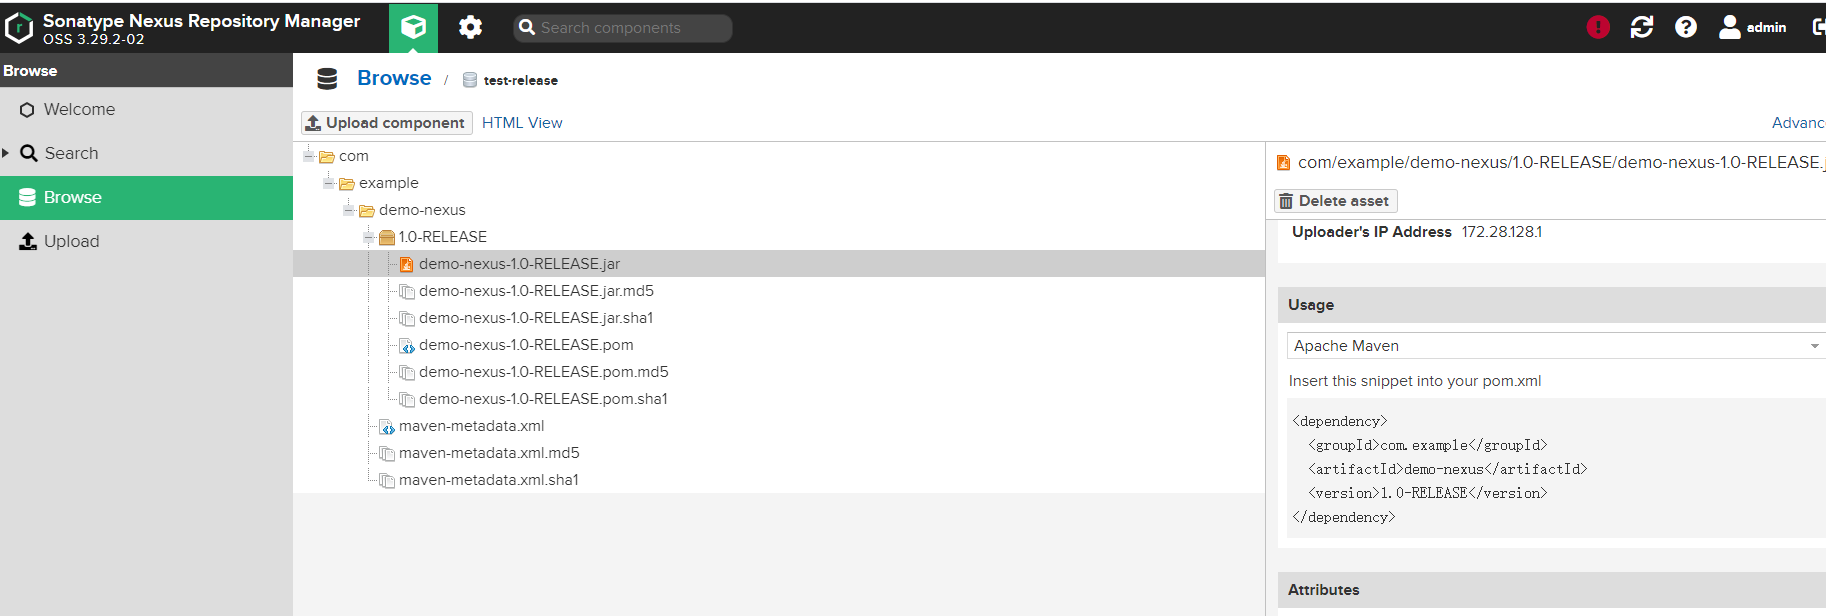 Sonatype Nexus Repository Manager
OSS 3.29.2-02
Search components
admin
Browse
Welcome
Search
Browse
Upload
Browse / test-release
Upload component
HTML View
com
example
demo-nexus
1.0-RELEASE
demo-nexus-1.0-RELEASE.jar
demo-nexus-1.0-RELEASE.jar.md5
demo-nexus-1.0-RELEASE.jar.sha1
demo-nexus-1.0-RELEASE.pom
demo-nexus-1.0-RELEASE.pom.md5
demo-nexus-1.0-RELEASE.pom.sha1
maven-metadata.xml
maven-metadata.xml.md5
maven-metadata.xml.sha1
Advanc
com/example/demo-nexus/1.0-RELEASE/demo-nexus-1.0-RELEASE.j
Delete asset
Uploader's IP Address 172.28.128.1
Usage
Apache Maven
Insert this snippet into your pom.xml
<dependency>
<groupId>com.example</groupId>
<artifactId>demo-nexus</artifactId>
<version>1.0-RELEASE</version>
</dependency>
Attributes